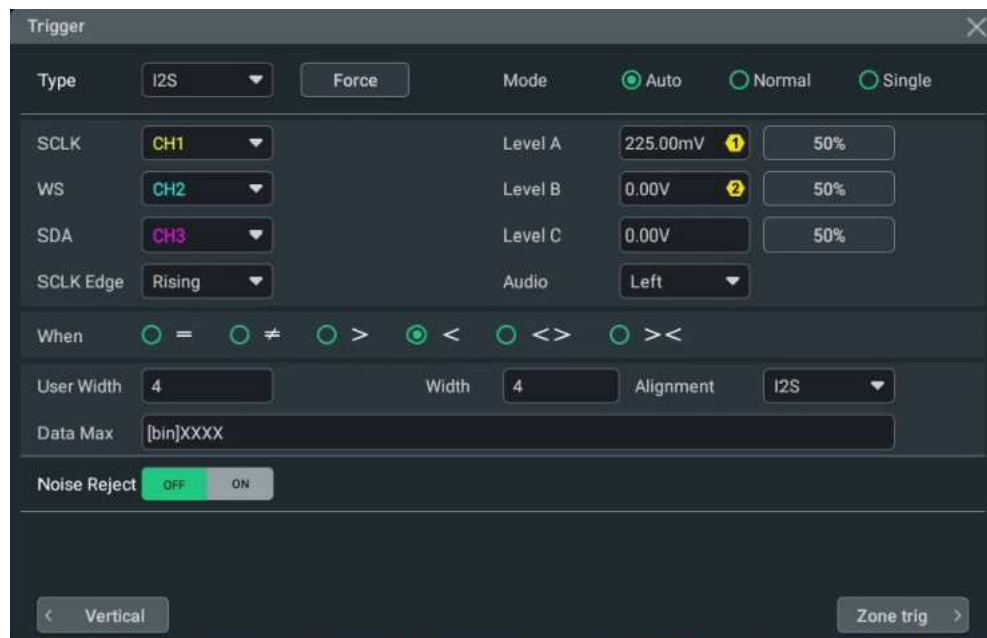 Trigger
Type I2S Force Mode Auto Normal Single
SCLK CH1 Level A 225.00mV 1 50%
WS CH2 Level B 0.00V 2 50%
SDA CH3 Level C 0.00V 50%
SCLK Edge Rising Audio Left
When = ≠ > < <> ><
User Width 4 Width 4 Alignment I2S
Data Max [bin]XXXX
Noise Reject OFF ON
< Vertical Zone trig >